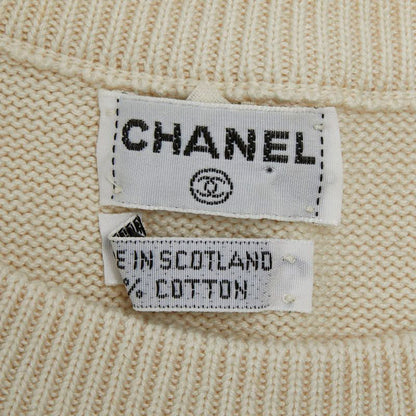 CHANEL
E IN SCOTLAND
% COTTON